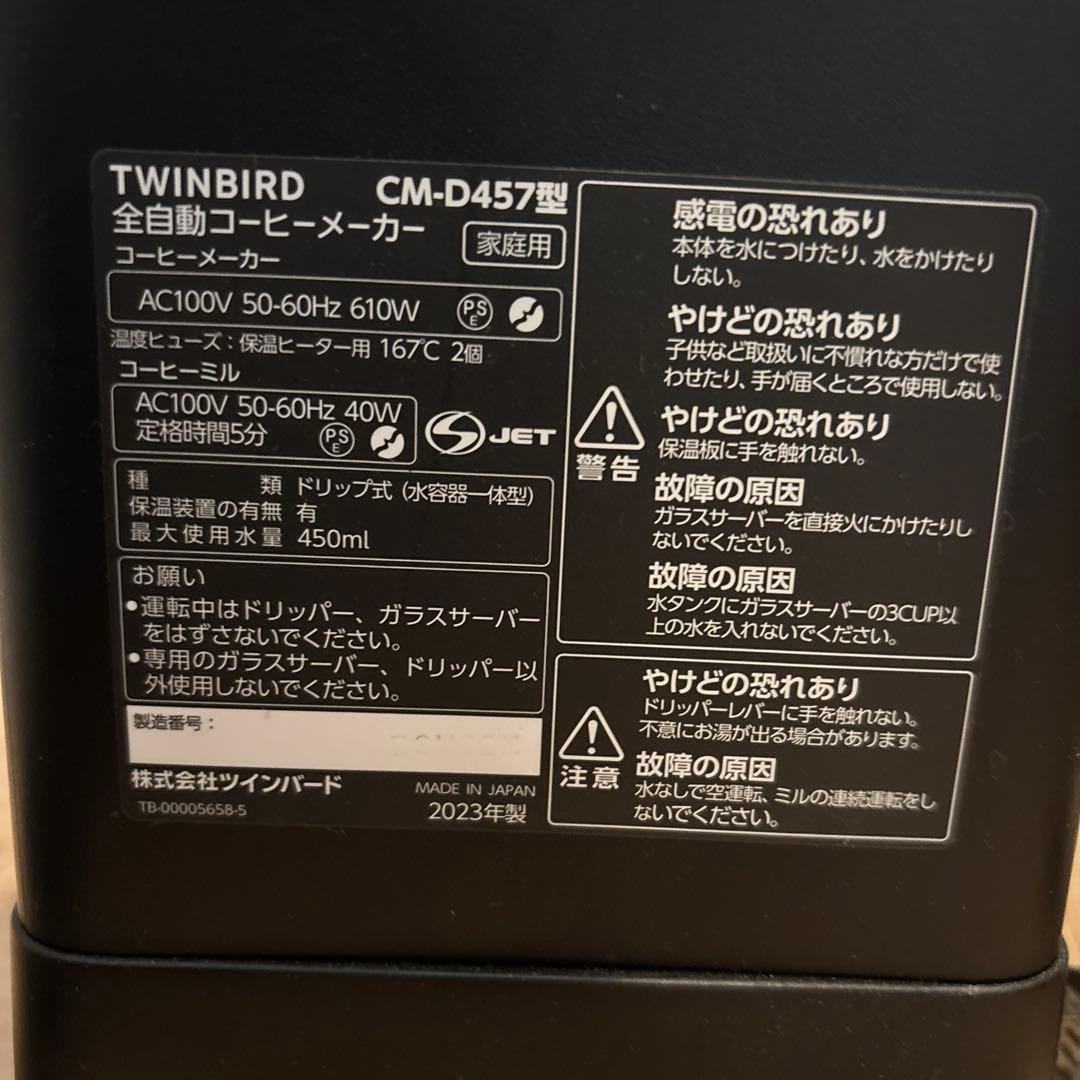 TWINBIRD CM-D457型
全自動コーヒーメーカー 家庭用
コーヒーメーカー
AC100V 50-60Hz 610W PSE
温度ヒューズ：保温ヒーター用 167℃ 2個
コーヒーミル
AC100V 50-60Hz 40W
定格時間5分 PSE
JET
種類 ドリップ式（水容器一体型）
保温装置の有無 有
最大使用水量 450ml
お願い
●運転中はドリッパー、ガラスサーバー
をはずさないでください。
●専用のガラスサーバー、ドリッパー以
外使用しないでください。
製造番号：
株式会社ツインバード MADE IN JAPAN
TB-00005658-5 2023年製
警告
感電の恐れあり
本体を水につけたり、水をかけたり
しない。
やけどの恐れあり
子供など取扱いに不慣れな方だけで使
わせたり、手が届くところで使用しない。
やけどの恐れあり
保温板に手を触れない。
故障の原因
ガラスサーバーを直接火にかけたりし
ないでください。
故障の原因
水タンクにガラスサーバーの3CUP以
上の水を入れないでください。
注意
やけどの恐れあり
ドリッパーレバーに手を触れない。
不意にお湯が出る場合があります。
故障の原因
水なしで空運転、ミルの連続運転をし
ないでください。